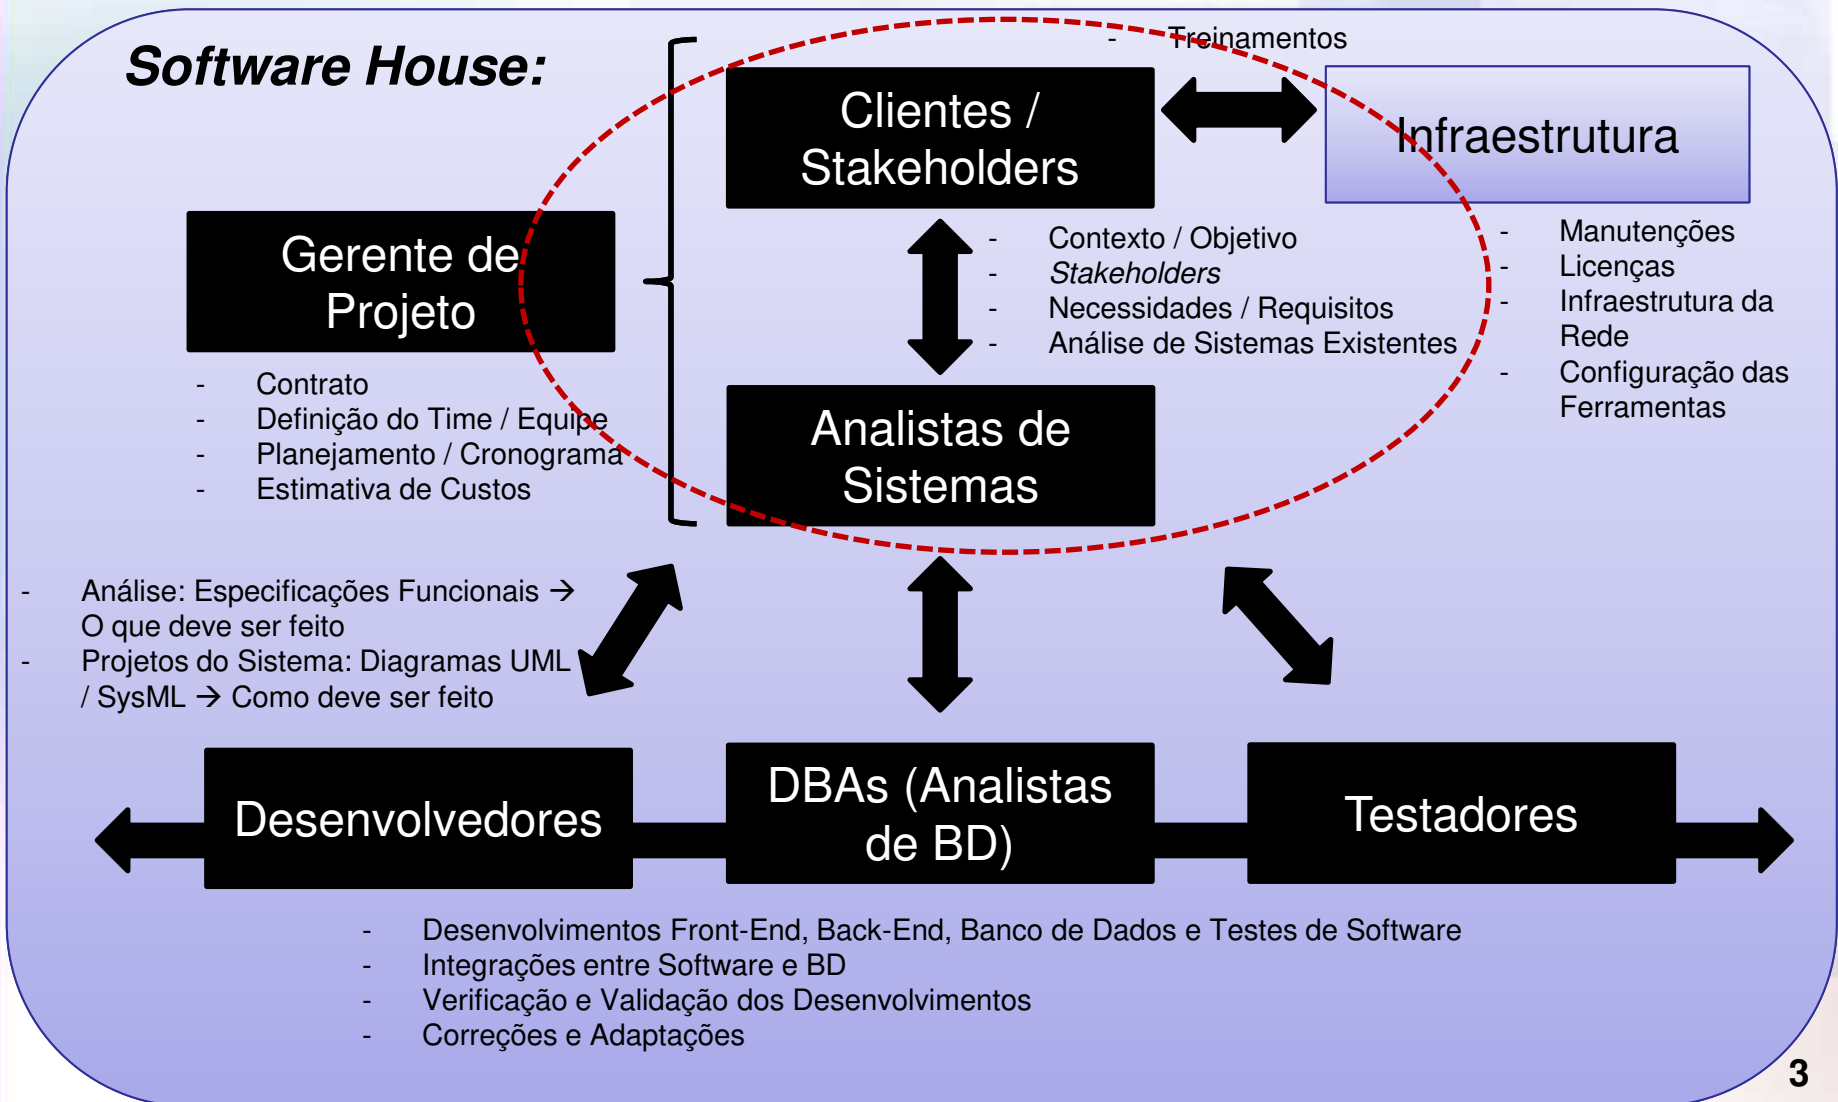 Software House:
- Treinamentos
Clientes /
Stakeholders
Infraestrutura
Gerente de
Projeto
- Contexto / Objetivo
- Stakeholders
- Necessidades / Requisitos
- Análise de Sistemas Existentes
- Manutenções
- Licenças
- Infraestrutura da
Rede
- Configuração das
Ferramentas
- Contrato
- Definição do Time / Equipe
- Planejamento / Cronograma
- Estimativa de Custos
Analistas de
Sistemas
- Análise: Especificações Funcionais →
O que deve ser feito
- Projetos do Sistema: Diagramas UML
/ SysML → Como deve ser feito
Desenvolvedores
DBAs (Analistas
de BD)
Testadores
- Desenvolvimentos Front-End, Back-End, Banco de Dados e Testes de Software
- Integrações entre Software e BD
- Verificação e Validação dos Desenvolvimentos
- Correções e Adaptações
3